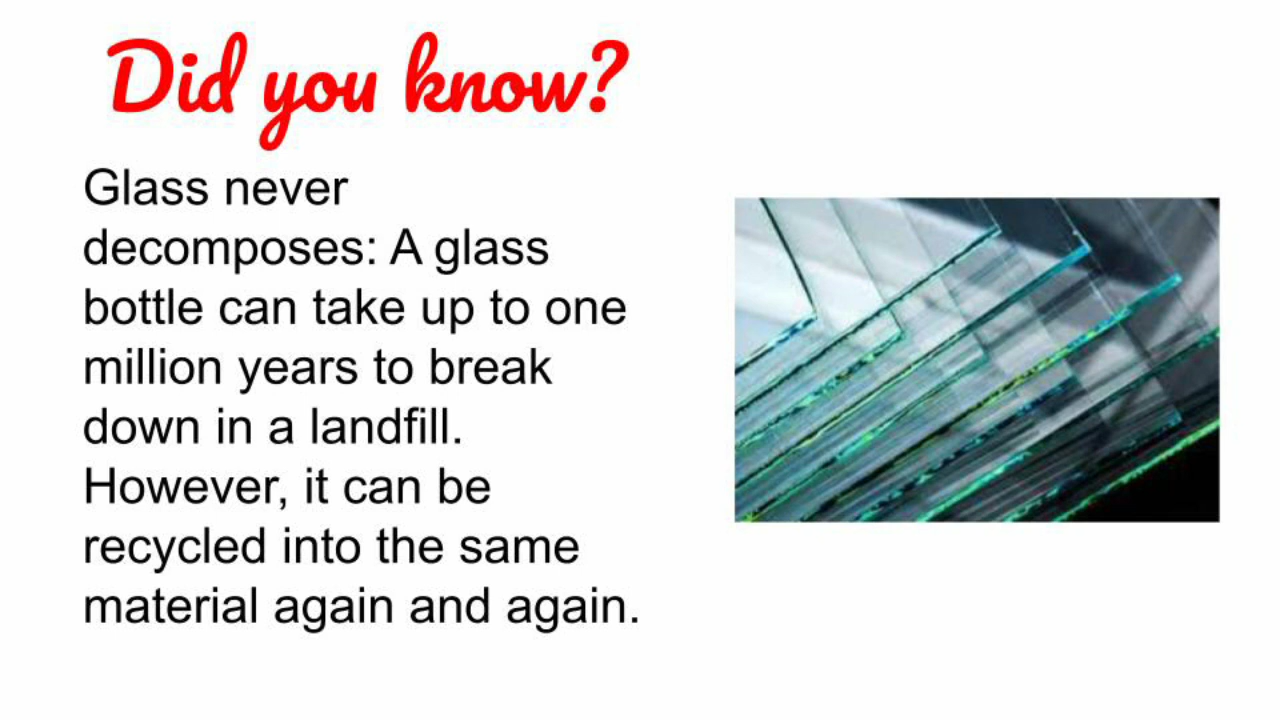 Did you know?
Glass never
decomposes: A glass
bottle can take up to one
million years to break
down in a landfill.
However, it can be
recycled into the same
material again and again.